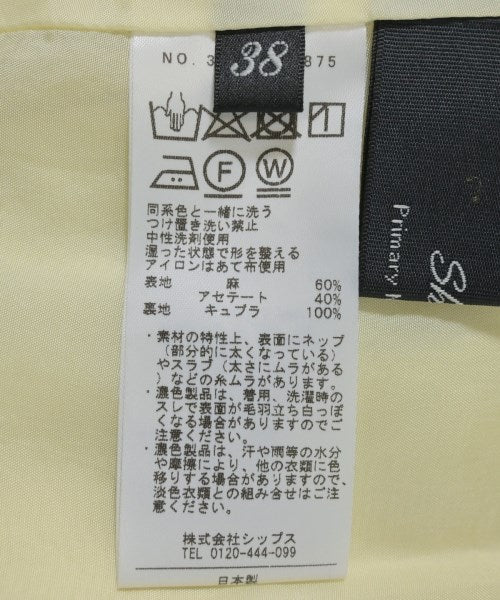 NO. 3
875
38
F
W
同系色と一緒に洗う
つけ置き洗い禁止
中性洗剤使用
湿った状態で形を整える
アイロンはあて布使用
表地 麻 60%
アセテート 40%
裏地 キュプラ 100%
・素材の特性上、表面にネップ
(部分的に太くなっている)
やスラブ(太さにムラがある
)などの糸ムラがあります。
・濃色製品は、着用、洗濯時の
スレで表面が毛羽立ち白っぽ
くなる場合がありますのでご
注意ください。
・濃色製品は、汗や雨等の水分
や摩擦により、他の衣類に色
移りする場合がありますので、
淡色衣類との組み合せはご注
意ください。
株式会社シップス
TEL 0120-444-099
日本製
Sh
Primary